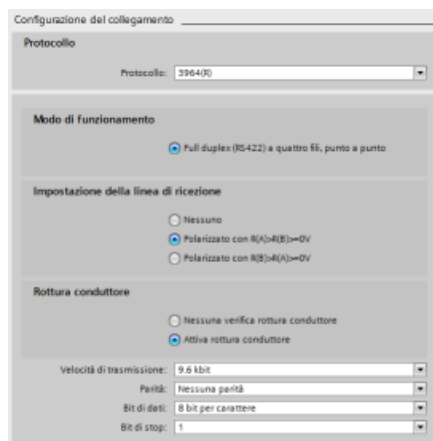 Configurazione del collegamento
Protocollo
Protocollo: 3964(R)
Modo di funzionamento
Full duplex (RS422) a quattro fili, punto a punto
Impostazione della linea di ricezione
Nessuno
Polarizzato con R(A)>R(B)>=0V
Polarizzato con R(B)>R(A)>=0V
Rottura conduttore
Nessuna verifica rottura conduttore
Attiva rottura conduttore
Velocità di trasmissione: 9.6 kbit
Parità: Nessuna parità
Bit di dati: 8 bit per carattere
Bit di stop: 1